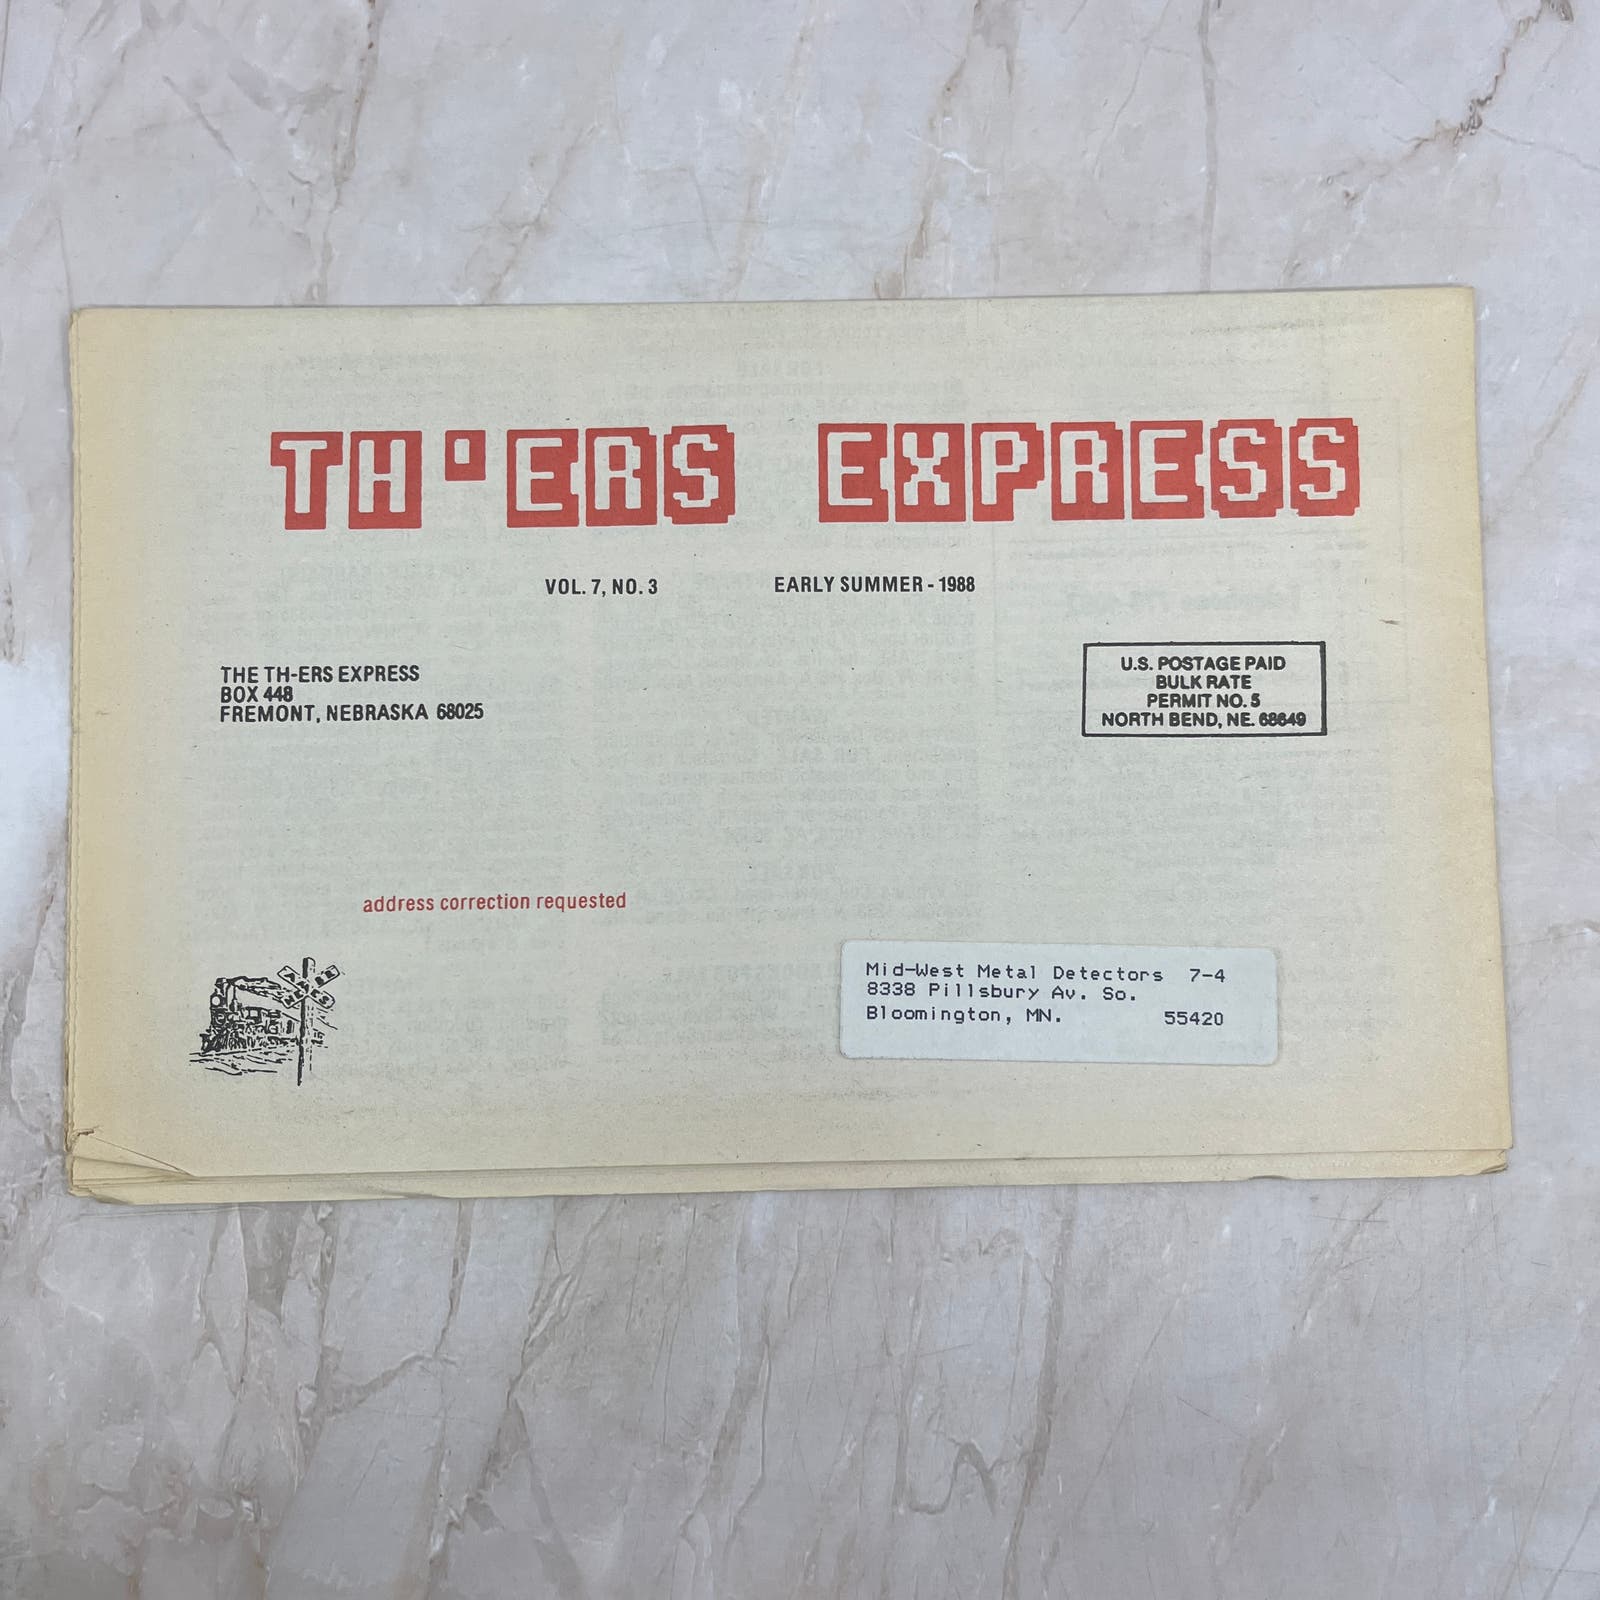 TH'ERS EXPRESS
VOL. 7, NO. 3 EARLY SUMMER - 1988
THE TH-ERS EXPRESS
BOX 448
FREMONT, NEBRASKA 68025
U.S. POSTAGE PAID
BULK RATE
PERMIT NO. 5
NORTH BEND, NE. 68649
address correction requested
Mid-West Metal Detectors 7-4
8338 Pillsbury Av. So.
Bloomington, MN. 55420